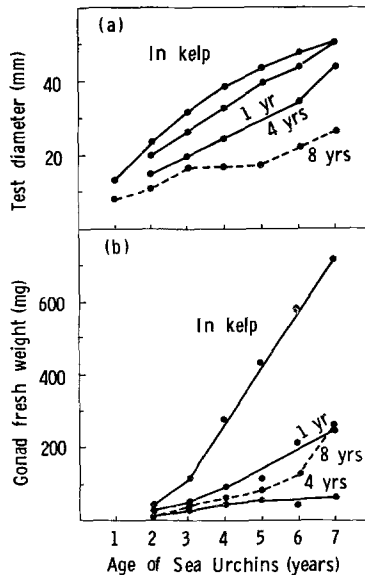 (a)
In kelp
40
20
1 yr
4 yrs
8 yrs
Test diameter (mm)
(b)
In kelp
600
400
200
1 yr
8 yrs
4 yrs
Gonad fresh weight (mg)
1 2 3 4 5 6 7
Age of Sea Urchins (years)